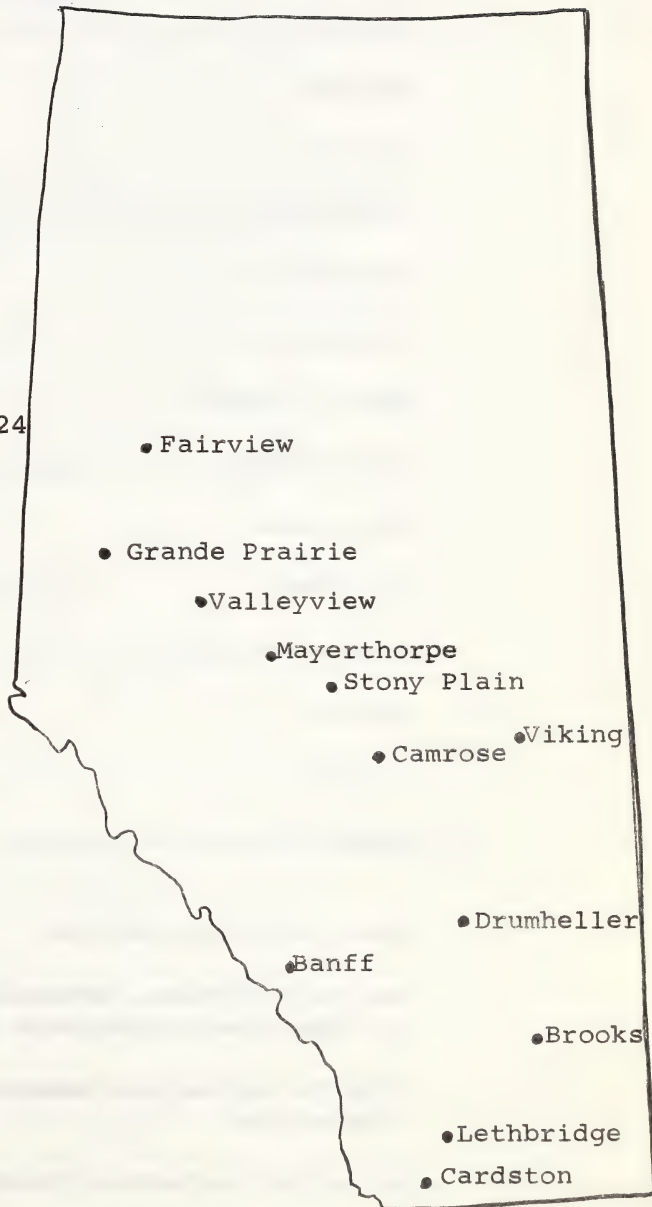 24
Fairview
Grande Prairie
Valleyview
Mayerthorpe
Stony Plain
Viking
Camrose
Drumheller
Banff
Brooks
Lethbridge
Cardston